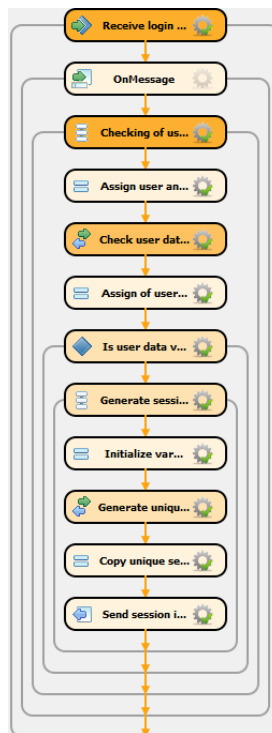 Receive login ...
OnMessage
Checking of us...
Assign user an...
Check user dat...
Assign of user...
Is user data v...
Generate sessi...
Initialize var...
Generate uniqu...
Copy unique se...
Send session i...